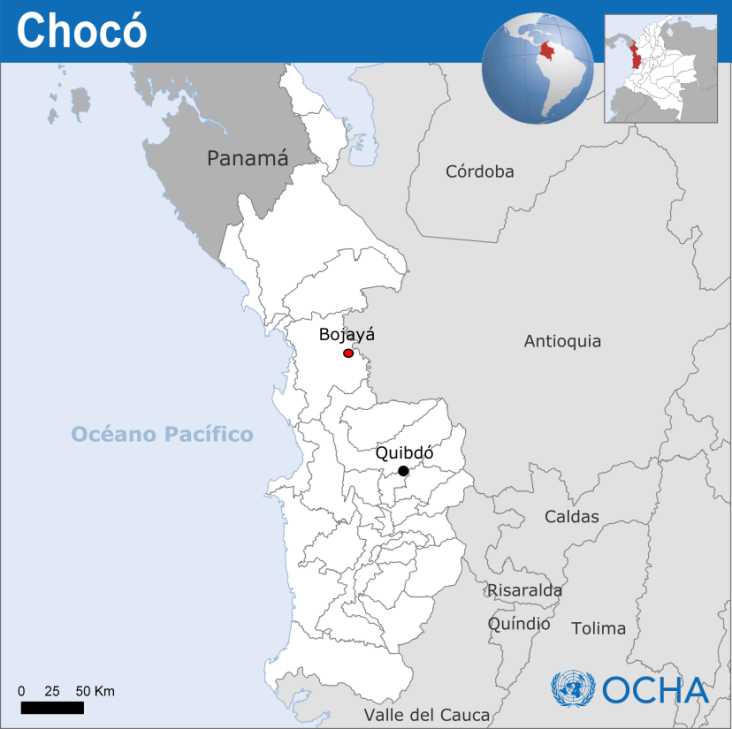 Chocó
Panamá
Córdoba
Bojayá
Antioquia
Océano Pacífico
Quibdó
Caldas
Risaralda
Quíndio
Tolima
0 25 50 Km
OCHA
Valle del Cauca